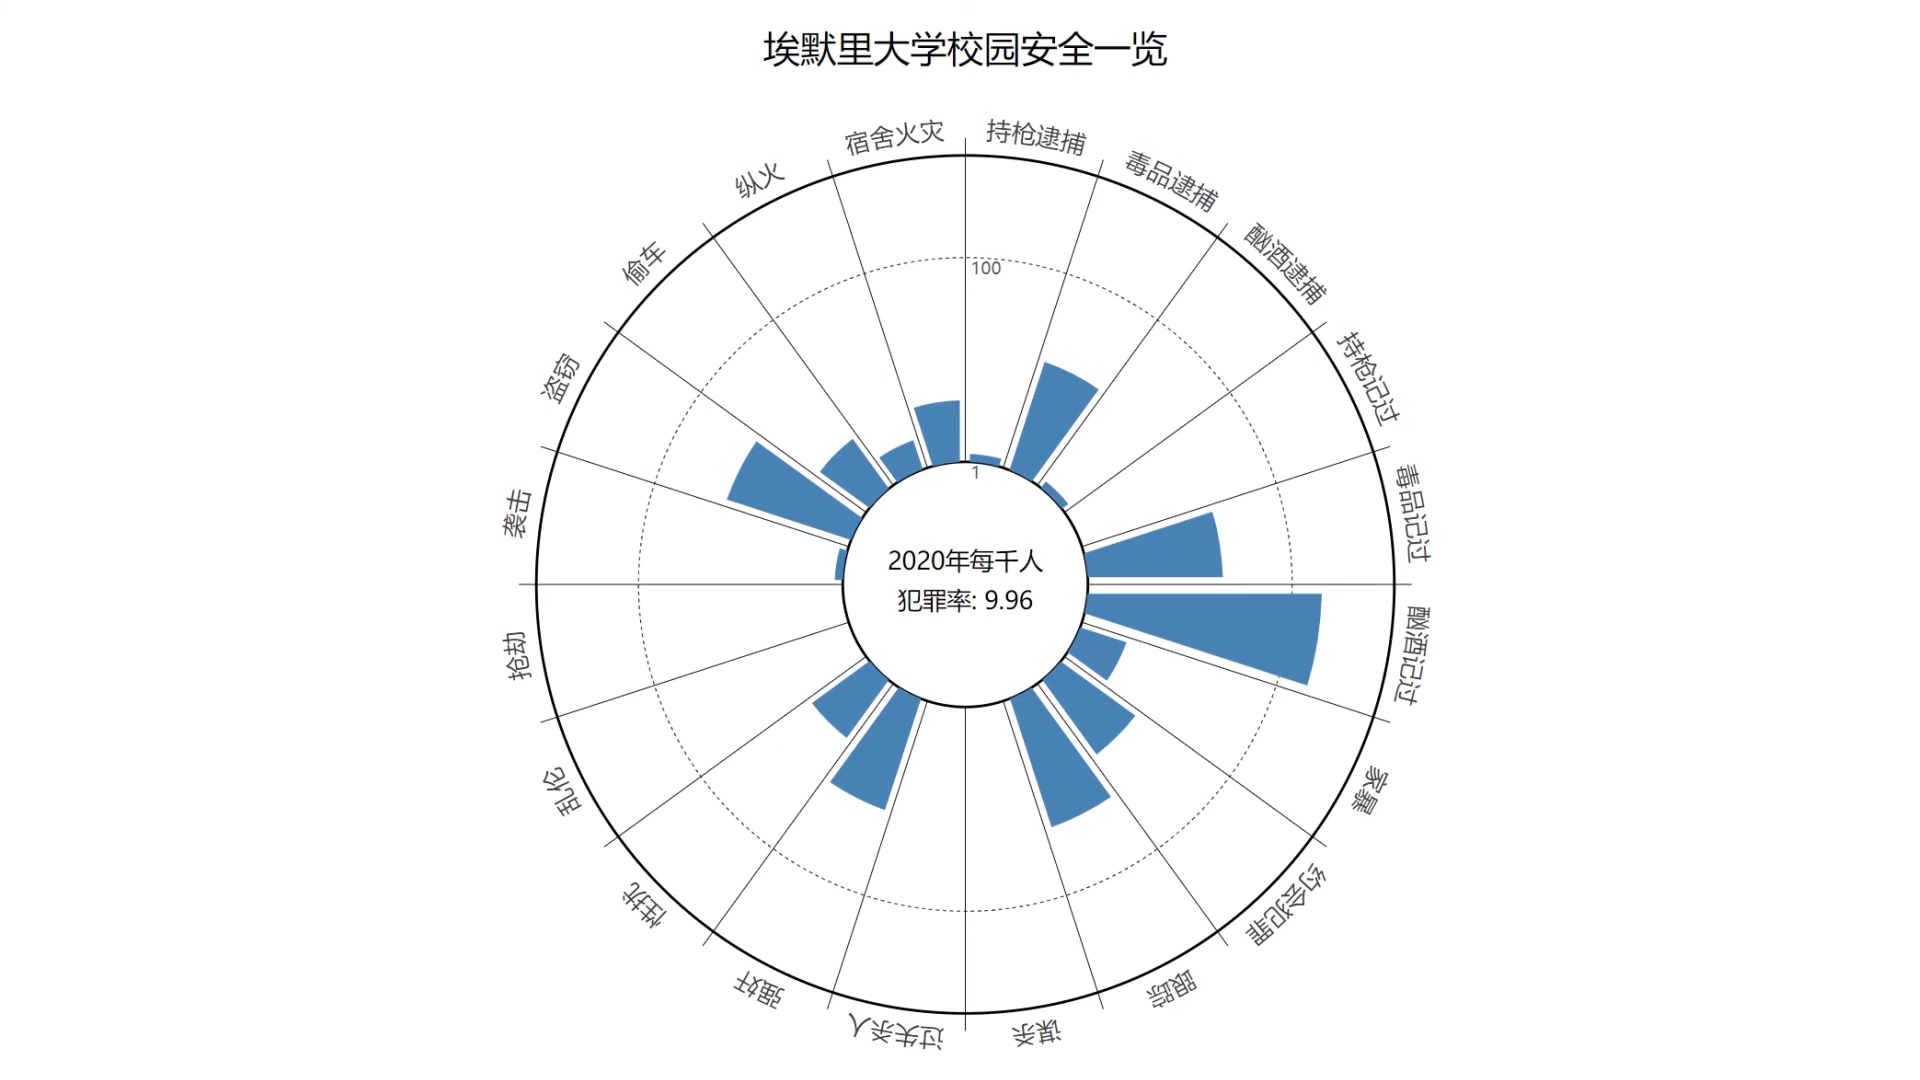 埃默里大学校园安全一览
宿舍火灾
持枪逮捕
毒品逮捕
酗酒逮捕
持枪记过
毒品记过
酗酒记过
家暴
约会犯罪
跟踪
谋杀
过失杀人
强奸
性扰
乱伦
抢劫
袭击
盗窃
偷车
纵火
100
1
2020年每千人
犯罪率: 9.96